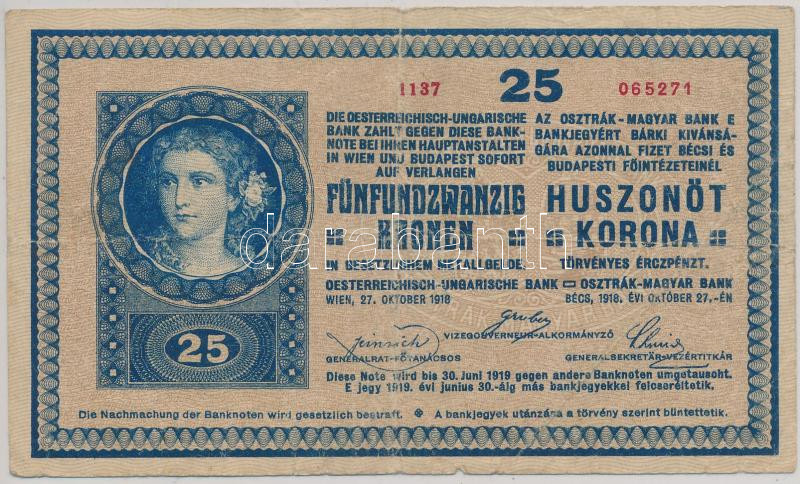 1137 25 065271
DIE OESTERREICHISCH-UNGARISCHE
BANK ZAHLT GEGEN DIESE BANK-
NOTE BEI IHREN HAUPTANSTALTEN
IN WIEN UND BUDAPEST SOFORT
AUF VERLANGEN
FÜNFUNDZWANZIG
KRONEN
IN GESETZLICHEM METALLGELDE.
OESTERREICHISCH-UNGARISCHE BANK
WIEN, 27. OKTOBER 1918
AZ OSZTRÁK-MAGYAR BANK E
BANKJEGYÉRT BÁRKI KIVÁNSÁ-
GÁRA AZONNAL FIZET BÉCSI ÉS
BUDAPESTI FŐINTÉZETEINÉL
HUSZONÖT
KORONA
TÖRVÉNYES ÉRCZPÉNZT.
OSZTRÁK-MAGYAR BANK
BÉCS, 1918. ÉVI OKTÓBER 27.-ÉN
Gruber
VIZEGOUVERNEUR-ALKORMÁNYZÓ
GENERALRAT-FŐTANÁCSOS
GENERALSEKRETÄR-VEZÉRTITKÁR
Diese Note wird bis 30. Juni 1919 gegen andere Banknoten umgetauscht.
E jegy 1919. évi junius 30.-áig más bankjegyekkel felcseréltetik.
Die Nachmachung der Banknoten wird gesetzlich bestraft. A bankjegyek utánzása a törvény szerint büntettetik.
25
darabanth